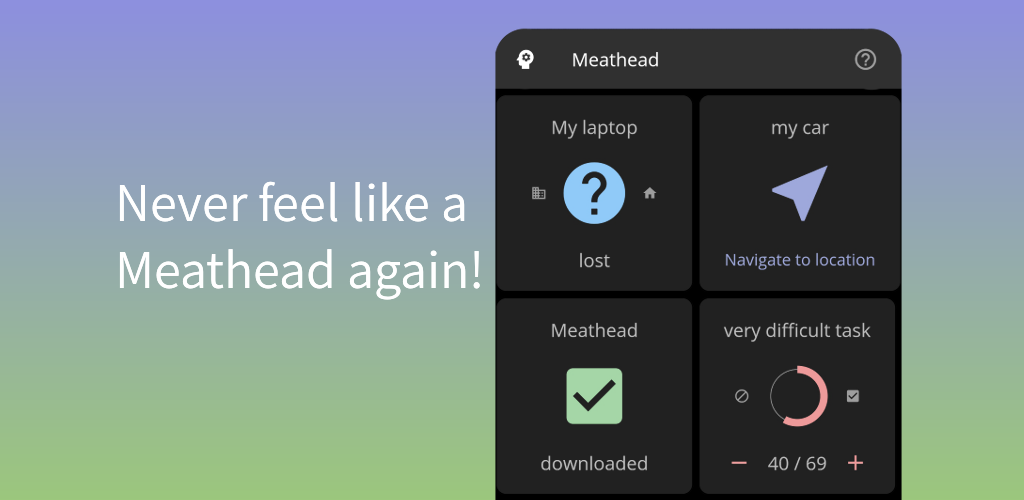 Never feel like a
Meathead again!
Meathead
My laptop
lost
my car
Navigate to location
Meathead
downloaded
very difficult task
40 / 69